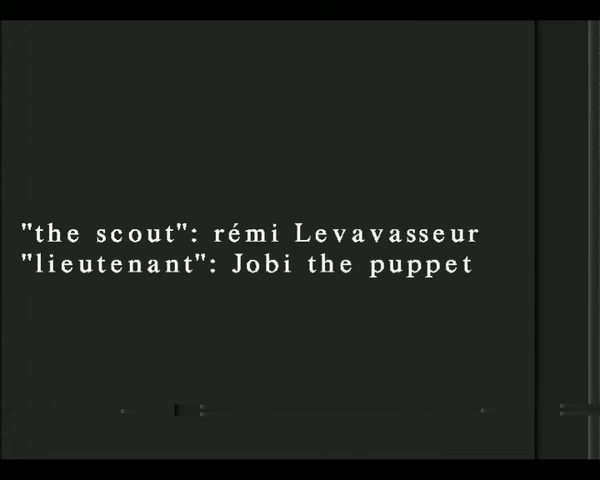 "the scout": rémi Levavasseur
"lieutenant": Jobi the puppet